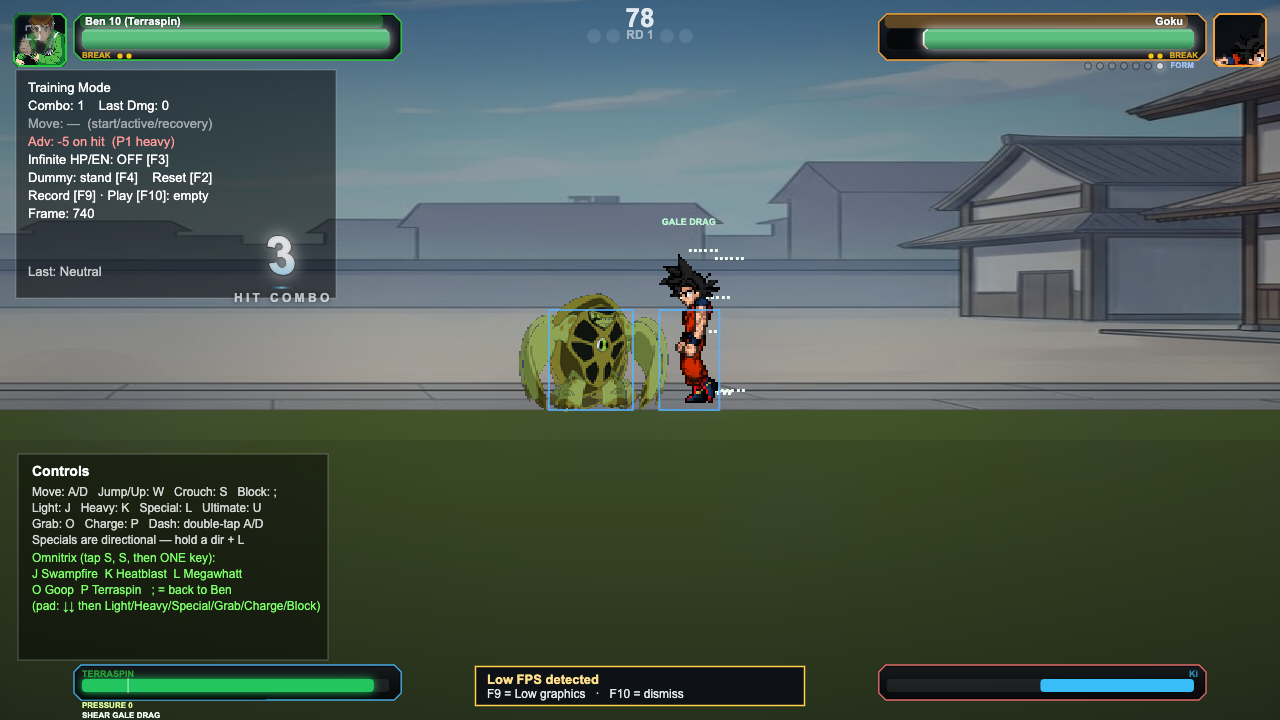 Ben 10 (Terraspin)
BREAK
78
RD 1
Goku
BREAK
FORM
Training Mode
Combo: 1 Last Dmg: 0
Move: — (start/active/recovery)
Adv: -5 on hit (P1 heavy)
Infinite HP/EN: OFF [F3]
Dummy: stand [F4] Reset [F2]
Record [F9] · Play [F10]: empty
Frame: 740
Last: Neutral
3
HIT COMBO
GALE DRAG
Controls
Move: A/D Jump/Up: W Crouch: S Block: ;
Light: J Heavy: K Special: L Ultimate: U
Grab: O Charge: P Dash: double-tap A/D
Specials are directional — hold a dir + L
Omnitrix (tap S, S, then ONE key):
J Swampfire K Heatblast L Megawhatt
O Goop P Terraspin ; = back to Ben
(pad: ↓↓ then Light/Heavy/Special/Grab/Charge/Block)
TERRASPIN
PRESSURE 0
SHEAR GALE DRAG
Low FPS detected
F9 = Low graphics · F10 = dismiss
Ki